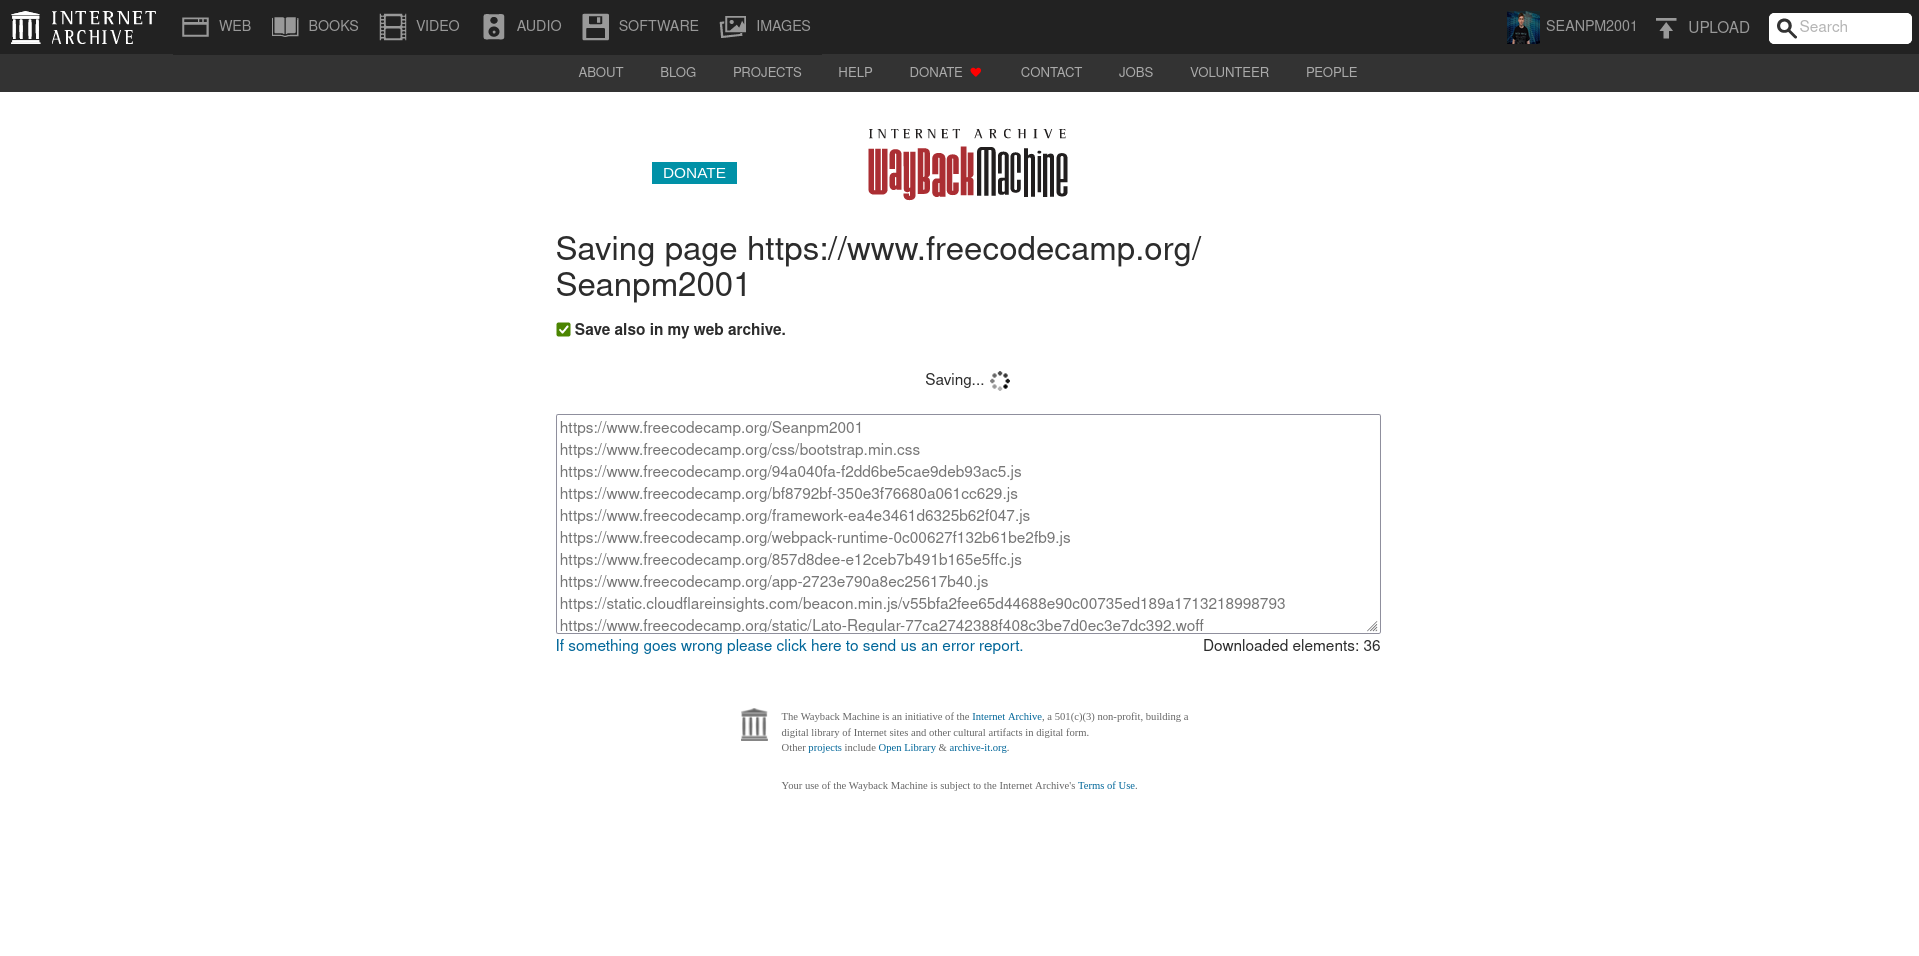 INTERNET
ARCHIVE
WEB
BOOKS
VIDEO
AUDIO
SOFTWARE
IMAGES
SEANPM2001
UPLOAD
Search
ABOUT
BLOG
PROJECTS
HELP
DONATE
CONTACT
JOBS
VOLUNTEER
PEOPLE
DONATE
INTERNET ARCHIVE
WayBackMachine
Saving page https://www.freecodecamp.org/
Seanpm2001
Save also in my web archive.
Saving...
https://www.freecodecamp.org/Seanpm2001
https://www.freecodecamp.org/css/bootstrap.min.css
https://www.freecodecamp.org/94a040fa-f2dd6be5cae9deb93ac5.js
https://www.freecodecamp.org/bf8792bf-350e3f76680a061cc629.js
https://www.freecodecamp.org/framework-ea4e3461d6325b62f047.js
https://www.freecodecamp.org/webpack-runtime-0c00627f132b61be2fb9.js
https://www.freecodecamp.org/857d8dee-e12ceb7b491b165e5ffc.js
https://www.freecodecamp.org/app-2723e790a8ec25617b40.js
https://static.cloudflareinsights.com/beacon.min.js/v55bfa2fee65d44688e90c00735ed189a1713218998793
https://www.freecodecamp.org/static/Lato-Regular-77ca2742388f408c3be7d0ec3e7dc392.woff
If something goes wrong please click here to send us an error report.
Downloaded elements: 36
The Wayback Machine is an initiative of the Internet Archive, a 501(c)(3) non-profit, building a
digital library of Internet sites and other cultural artifacts in digital form.
Other projects include Open Library & archive-it.org.
Your use of the Wayback Machine is subject to the Internet Archive's Terms of Use.